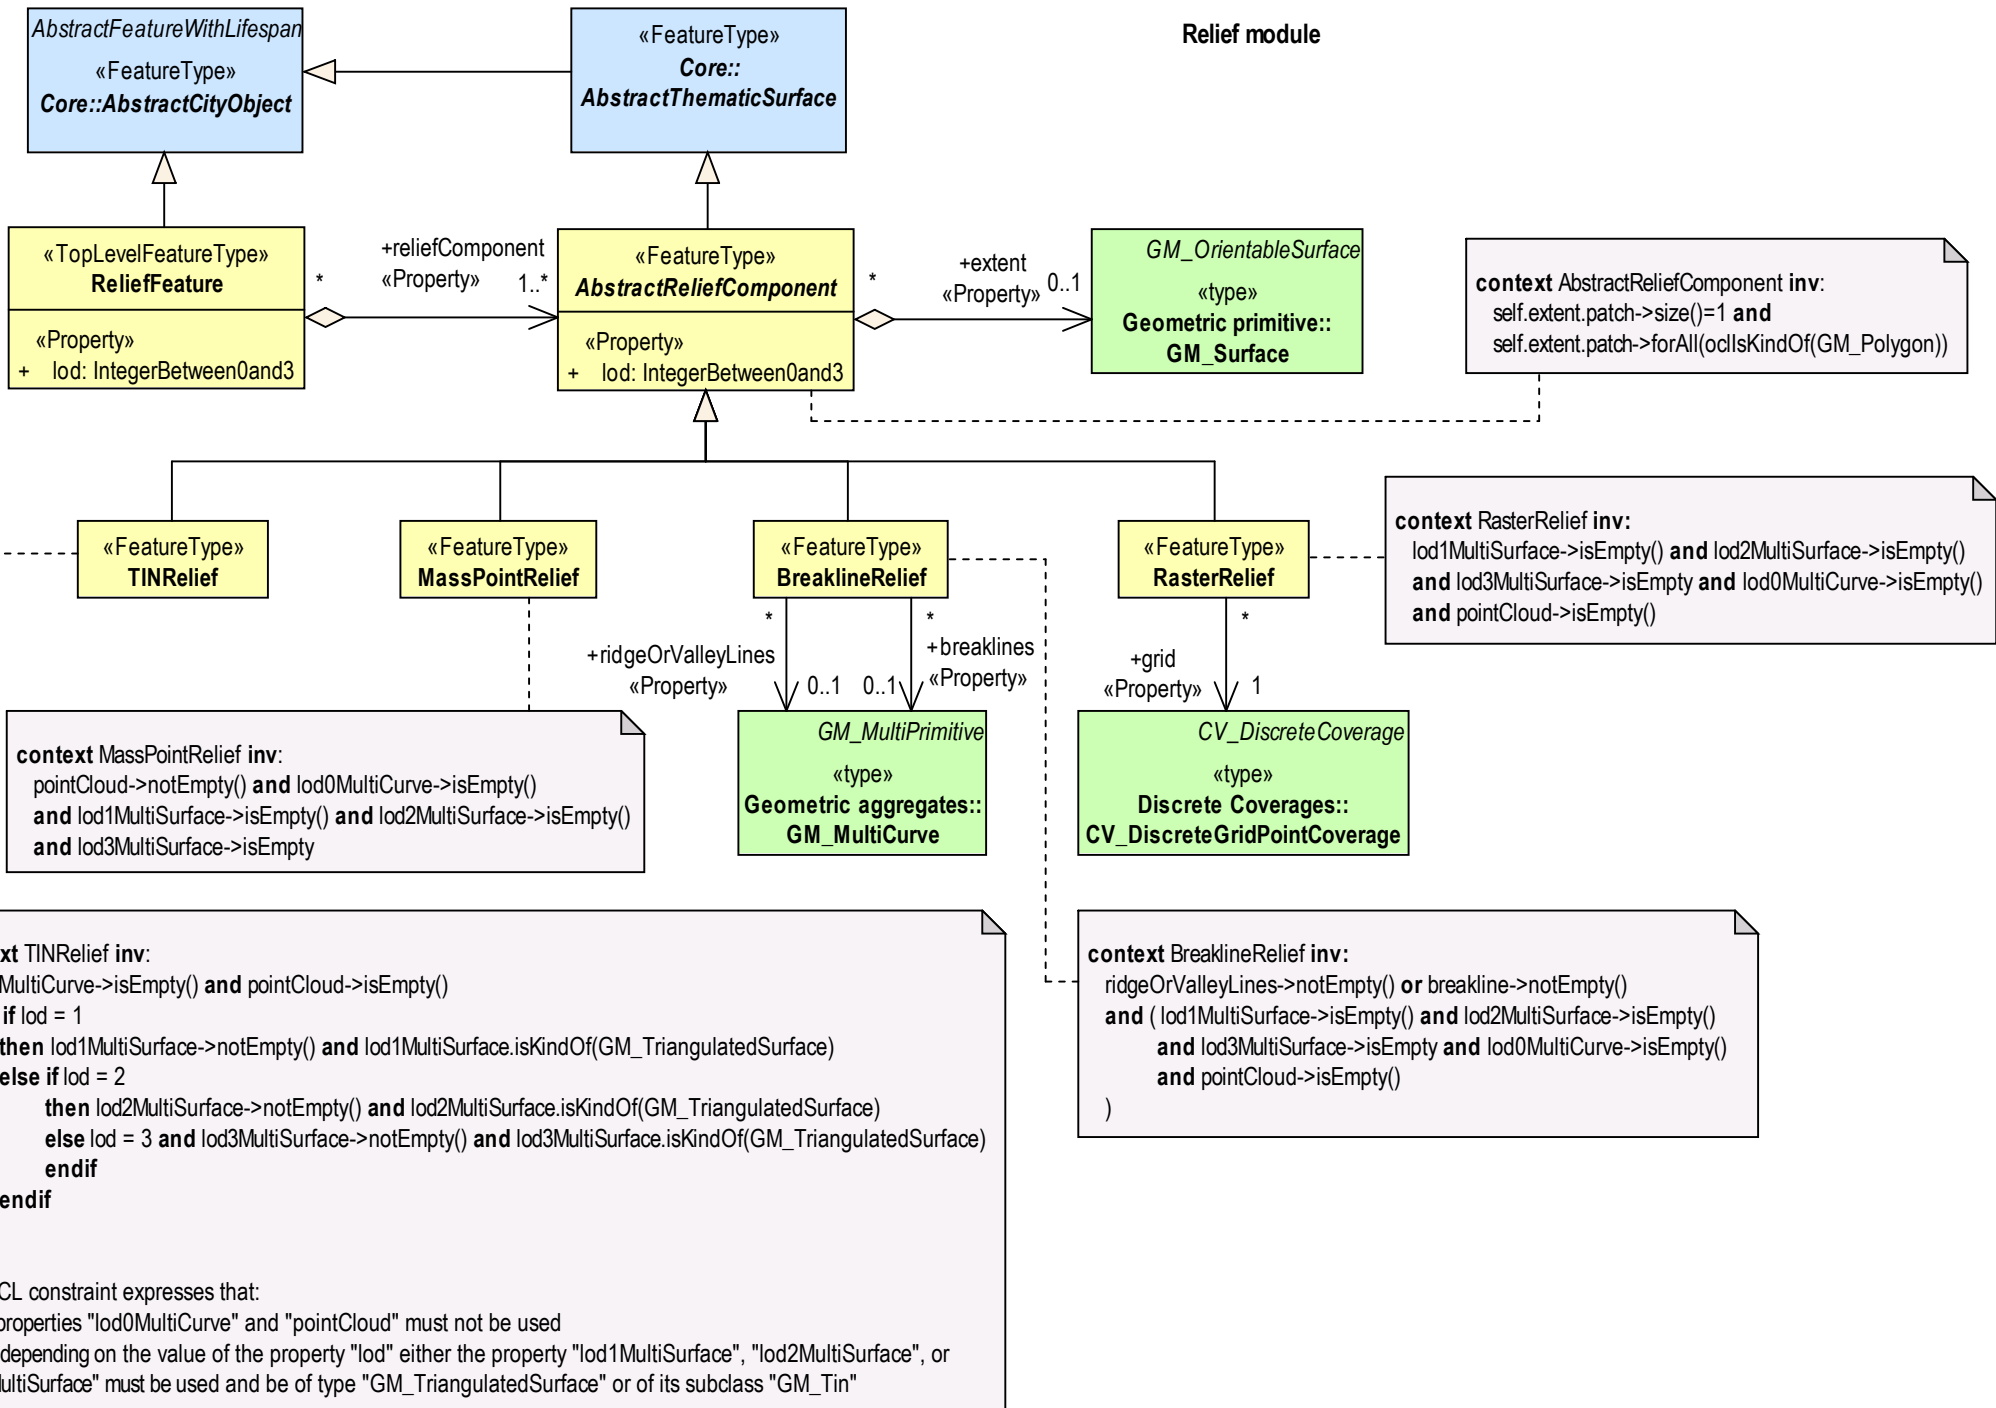 Relief module
AbstractFeatureWithLifespan
«FeatureType»
Core::AbstractCityObject
«FeatureType»
Core::
AbstractThematicSurface
«TopLevelFeatureType»
ReliefFeature
«Property»
+ lod: IntegerBetween0and3
*
+reliefComponent
«Property»
1..*
«FeatureType»
AbstractReliefComponent
«Property»
+ lod: IntegerBetween0and3
*
+extent
«Property»
0..1
GM_OrientableSurface
«type»
Geometric primitive::
GM_Surface
context AbstractReliefComponent inv:
self.extent.patch->size()=1 and
self.extent.patch->forAll(oclIsKindOf(GM_Polygon))
«FeatureType»
TINRelief
«FeatureType»
MassPointRelief
«FeatureType»
BreaklineRelief
«FeatureType»
RasterRelief
context RasterRelief inv:
lod1MultiSurface->isEmpty() and lod2MultiSurface->isEmpty()
and lod3MultiSurface->isEmpty and lod0MultiCurve->isEmpty()
and pointCloud->isEmpty()
*
+ridgeOrValleyLines
«Property»
0..1
*
+breaklines
«Property»
0..1
*
+grid
«Property»
1
context MassPointRelief inv:
pointCloud->notEmpty() and lod0MultiCurve->isEmpty()
and lod1MultiSurface->isEmpty() and lod2MultiSurface->isEmpty()
and lod3MultiSurface->isEmpty
GM_MultiPrimitive
«type»
Geometric aggregates::
GM_MultiCurve
CV_DiscreteCoverage
«type»
Discrete Coverages::
CV_DiscreteGridPointCoverage
xt TINRelief inv:
MultiCurve->isEmpty() and pointCloud->isEmpty()
if lod = 1
then lod1MultiSurface->notEmpty() and lod1MultiSurface.isKindOf(GM_TriangulatedSurface)
else if lod = 2
then lod2MultiSurface->notEmpty() and lod2MultiSurface.isKindOf(GM_TriangulatedSurface)
else lod = 3 and lod3MultiSurface->notEmpty() and lod3MultiSurface.isKindOf(GM_TriangulatedSurface)
endif
endif
CL constraint expresses that:
properties "lod0MultiCurve" and "pointCloud" must not be used
depending on the value of the property "lod" either the property "lod1MultiSurface", "lod2MultiSurface", or
MultiSurface" must be used and be of type "GM_TriangulatedSurface" or of its subclass "GM_Tin"
context BreaklineRelief inv:
ridgeOrValleyLines->notEmpty() or breakline->notEmpty()
and ( lod1MultiSurface->isEmpty() and lod2MultiSurface->isEmpty()
and lod3MultiSurface->isEmpty and lod0MultiCurve->isEmpty()
and pointCloud->isEmpty()
)